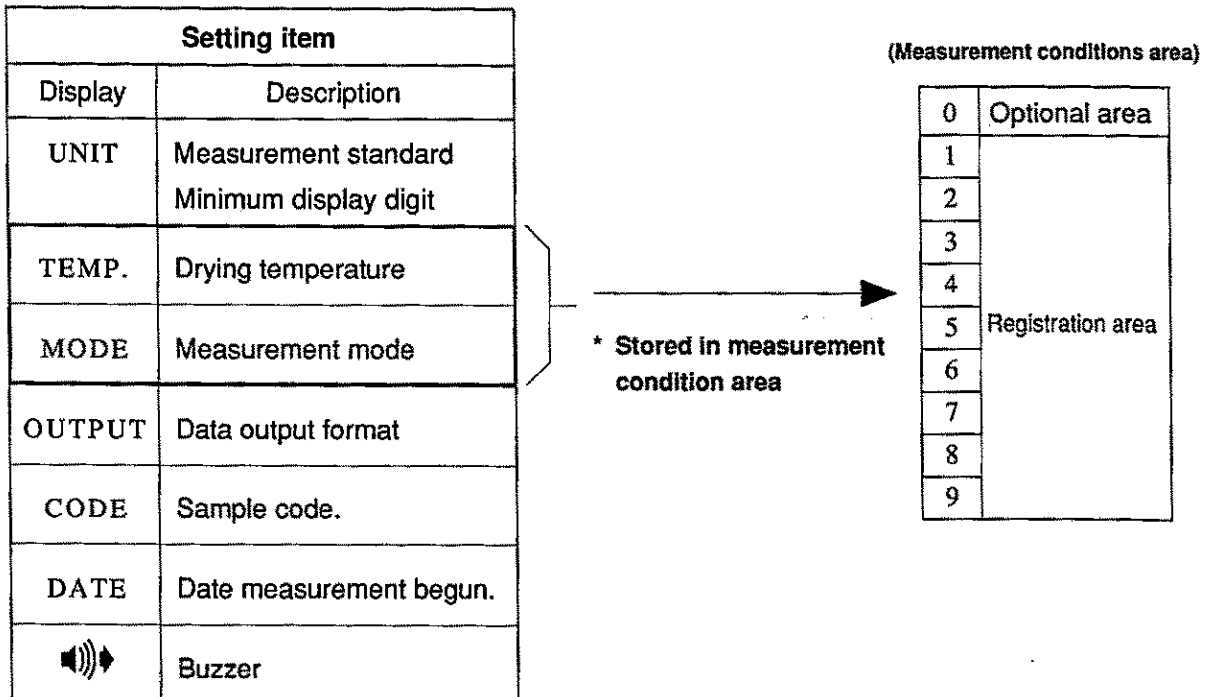 Setting item
Display Description
UNIT Measurement standard
Minimum display digit
TEMP. Drying temperature
MODE Measurement mode
OUTPUT Data output format
CODE Sample code.
DATE Date measurement begun.
Buzzer
* Stored in measurement
condition area
(Measurement conditions area)
0 Optional area
1
2
3
4
5 Registration area
6
7
8
9